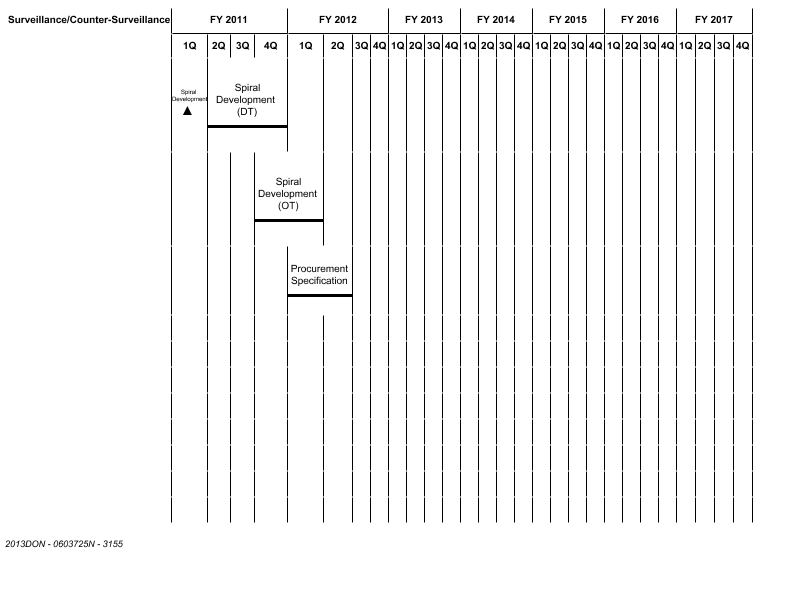 Surveillance/Counter-Surveillance FY 2011 FY 2012 FY 2013 FY 2014 FY 2015 FY 2016 FY 2017
1Q 2Q 3Q 4Q 1Q 2Q 3Q 4Q 1Q 2Q 3Q 4Q 1Q 2Q 3Q 4Q 1Q 2Q 3Q 4Q 1Q 2Q 3Q 4Q 1Q 2Q 3Q 4Q
Spiral
Development
Spiral
Development
(DT)
Spiral
Development
(OT)
Procurement
Specification
2013DON - 0603725N - 3155